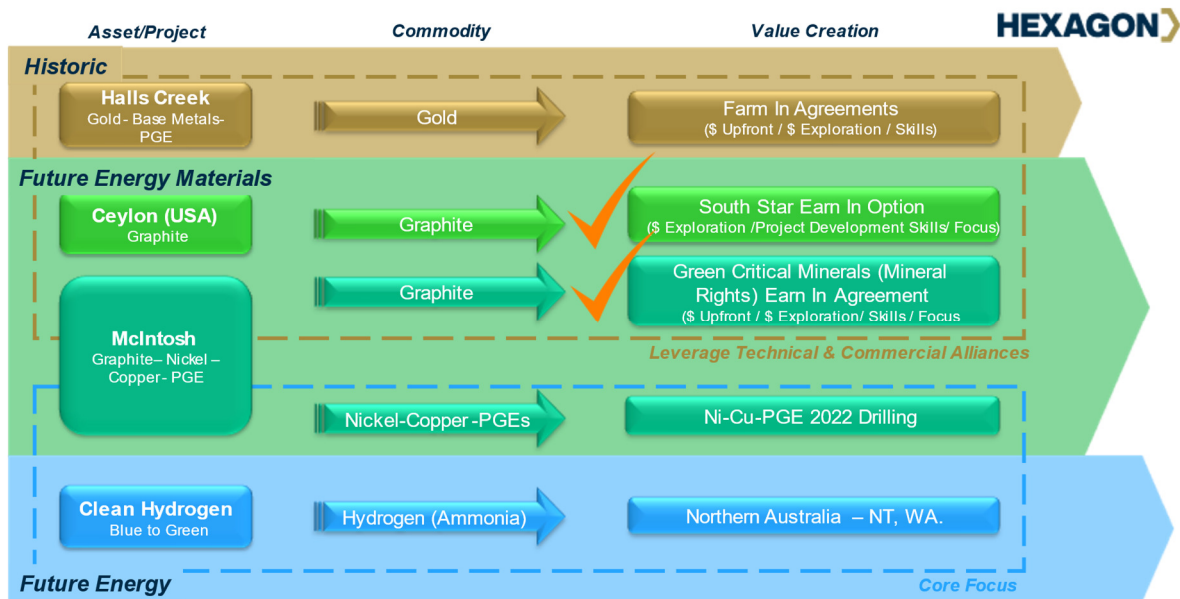 HEXAGON
Asset/Project Commodity Value Creation
Historic
Halls Creek
Gold - Base Metals-
PGE
Gold
Farm In Agreements
($ Upfront / $ Exploration / Skills)
Future Energy Materials
Ceylon (USA)
Graphite
Graphite
South Star Earn In Option
($ Exploration /Project Development Skills/ Focus)
McIntosh
Graphite– Nickel –
Copper - PGE
Graphite
Green Critical Minerals (Mineral
Rights) Earn In Agreement
($ Upfront / $ Exploration/ Skills / Focus
Leverage Technical & Commercial Alliances
Nickel-Copper -PGEs
Ni-Cu-PGE 2022 Drilling
Clean Hydrogen
Blue to Green
Hydrogen (Ammonia)
Northern Australia – NT, WA.
Future Energy
Core Focus